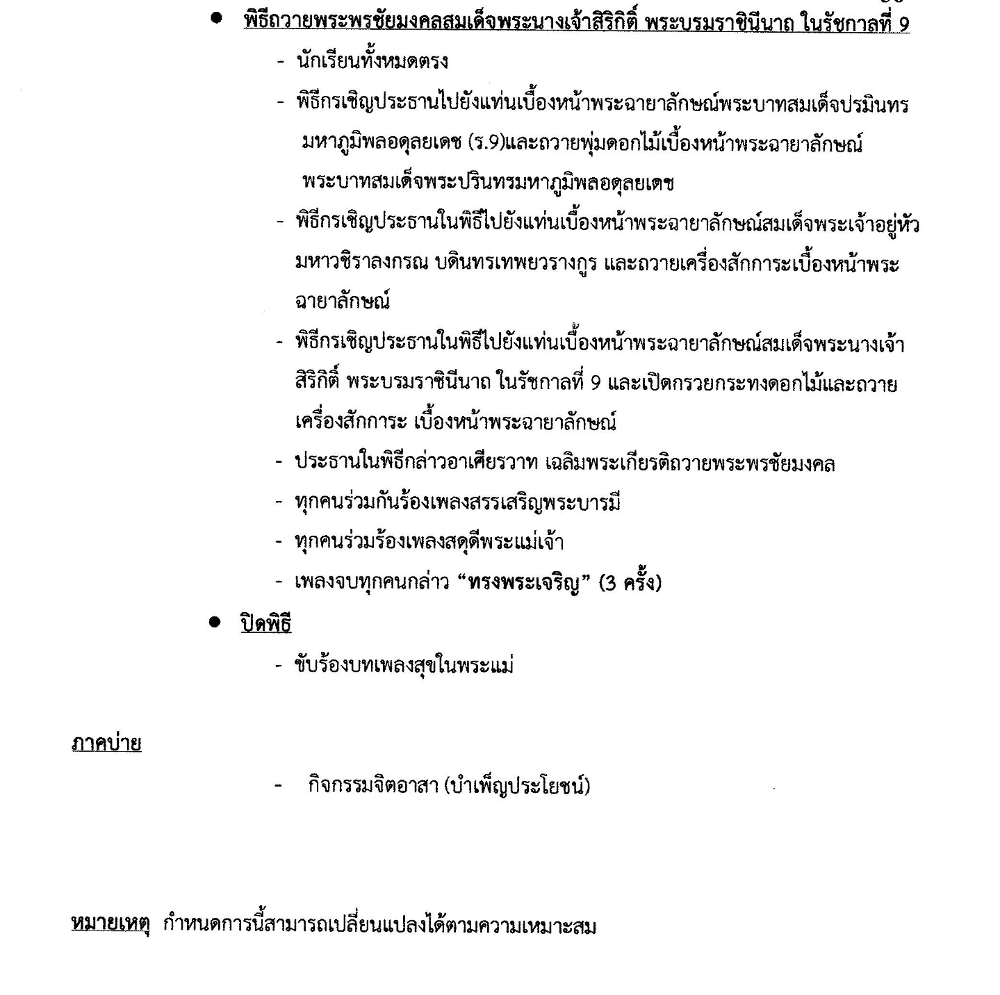 ● พิธีถวายพระพรชัยมงคลสมเด็จพระนางเจ้าสิริกิติ์ พระบรมราชินีนาถ ในรัชกาลที่ 9
- นักเรียนทั้งหมดตรง
- พิธีกรเชิญประธานไปยังแท่นเบื้องหน้าพระฉายาลักษณ์พระบาทสมเด็จปรมินทร
มหาภูมิพลอดุลยเดช (ร.9)และถวายพุ่มดอกไม้เบื้องหน้าพระฉายาลักษณ์
พระบาทสมเด็จพระปรินทรมหาภูมิพลอดุลยเดช
- พิธีกรเชิญประธานในพิธีไปยังแท่นเบื้องหน้าพระฉายาลักษณ์สมเด็จพระเจ้าอยู่หัว
มหาวชิราลงกรณ บดินทรเทพยวรางกูร และถวายเครื่องสักการะเบื้องหน้าพระ
ฉายาลักษณ์
- พิธีกรเชิญประธานในพิธีไปยังแท่นเบื้องหน้าพระฉายาลักษณ์สมเด็จพระนางเจ้า
สิริกิติ์ พระบรมราชินีนาถ ในรัชกาลที่ 9 และเปิดกรวยกระทงดอกไม้และถวาย
เครื่องสักการะ เบื้องหน้าพระฉายาลักษณ์
- ประธานในพิธีกล่าวอาเศียรวาท เฉลิมพระเกียรติถวายพระพรชัยมงคล
- ทุกคนร่วมกันร้องเพลงสรรเสริญพระบารมี
- ทุกคนร่วมร้องเพลงสดุดีพระแม่เจ้า
- เพลงจบทุกคนกล่าว “ทรงพระเจริญ” (3 ครั้ง)
● ปิดพิธี
- ขับร้องบทเพลงสุขในพระแม่
ภาคบ่าย
- กิจกรรมจิตอาสา (บำเพ็ญประโยชน์)
หมายเหตุ กำหนดการนี้สามารถเปลี่ยนแปลงได้ตามความเหมาะสม